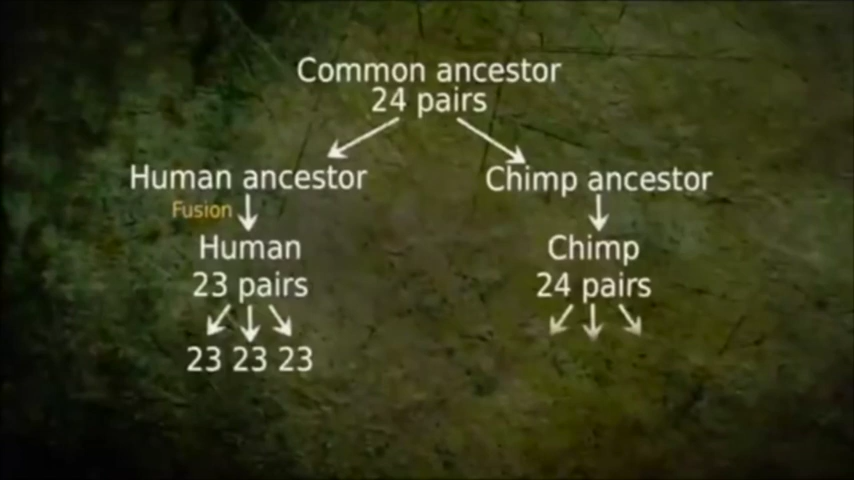 Common ancestor
24 pairs
Human ancestor
Chimp ancestor
Fusion
Human
Chimp
23 pairs
24 pairs
23 23 23